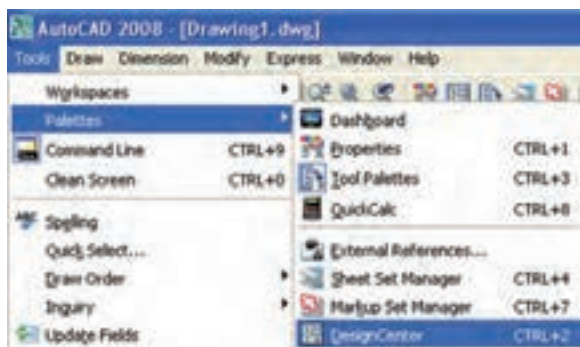 AutoCAD 2008 - [Drawing1.dwg]
Tools Draw Dimension Modify Express Window Help
Workspaces
Palettes
Command Line CTRL+9
Clean Screen CTRL+0
ABC Spelling
Quick Select...
Draw Order
Inquiry
Update Fields
Dashboard
Properties CTRL+1
Tool Palettes CTRL+3
QuickCalc CTRL+8
External References...
Sheet Set Manager CTRL+4
Markup Set Manager CTRL+7
DesignCenter CTRL+2